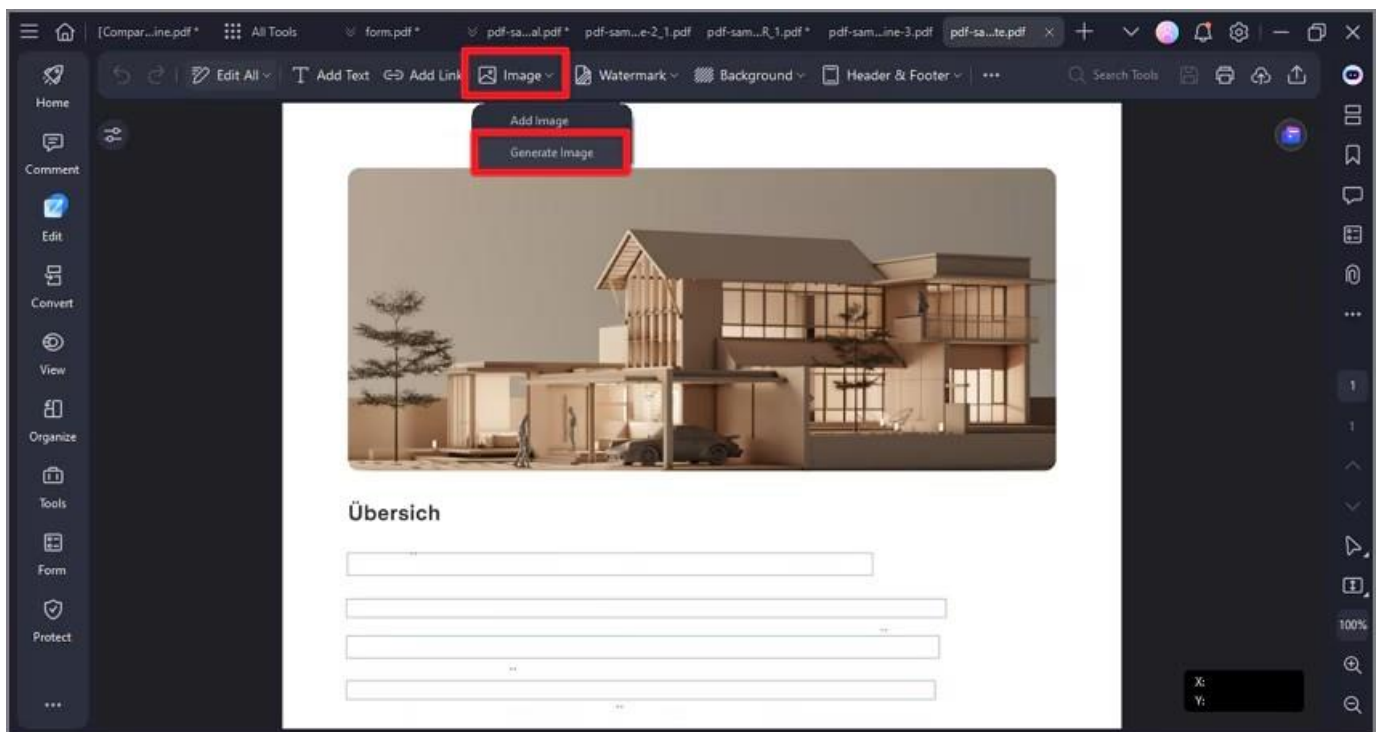 [Compar...ine.pdf *
All Tools
form.pdf *
pdf-sa...al.pdf *
pdf-sam...e-2_1.pdf
pdf-sam...R_1.pdf *
pdf-sam...ine-3.pdf
pdf-sa...te.pdf
Edit All
Add Text
Add Link
Image
Watermark
Background
Header & Footer
Search Tools
Add Image
Generate Image
Home
Comment
Edit
Convert
View
Organize
Tools
Form
Protect
Übersich
1
1
100%
X:
Y: